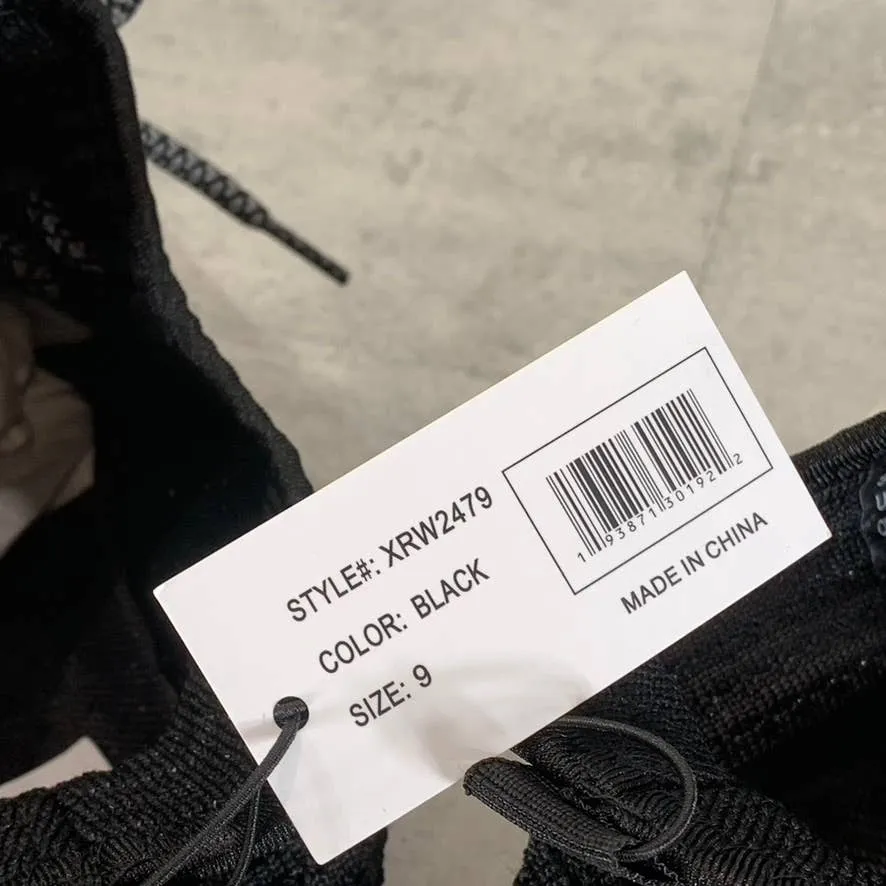 STYLE#: XRW2479
COLOR: BLACK
SIZE: 9
1 93871 30192 2
MADE IN CHINA